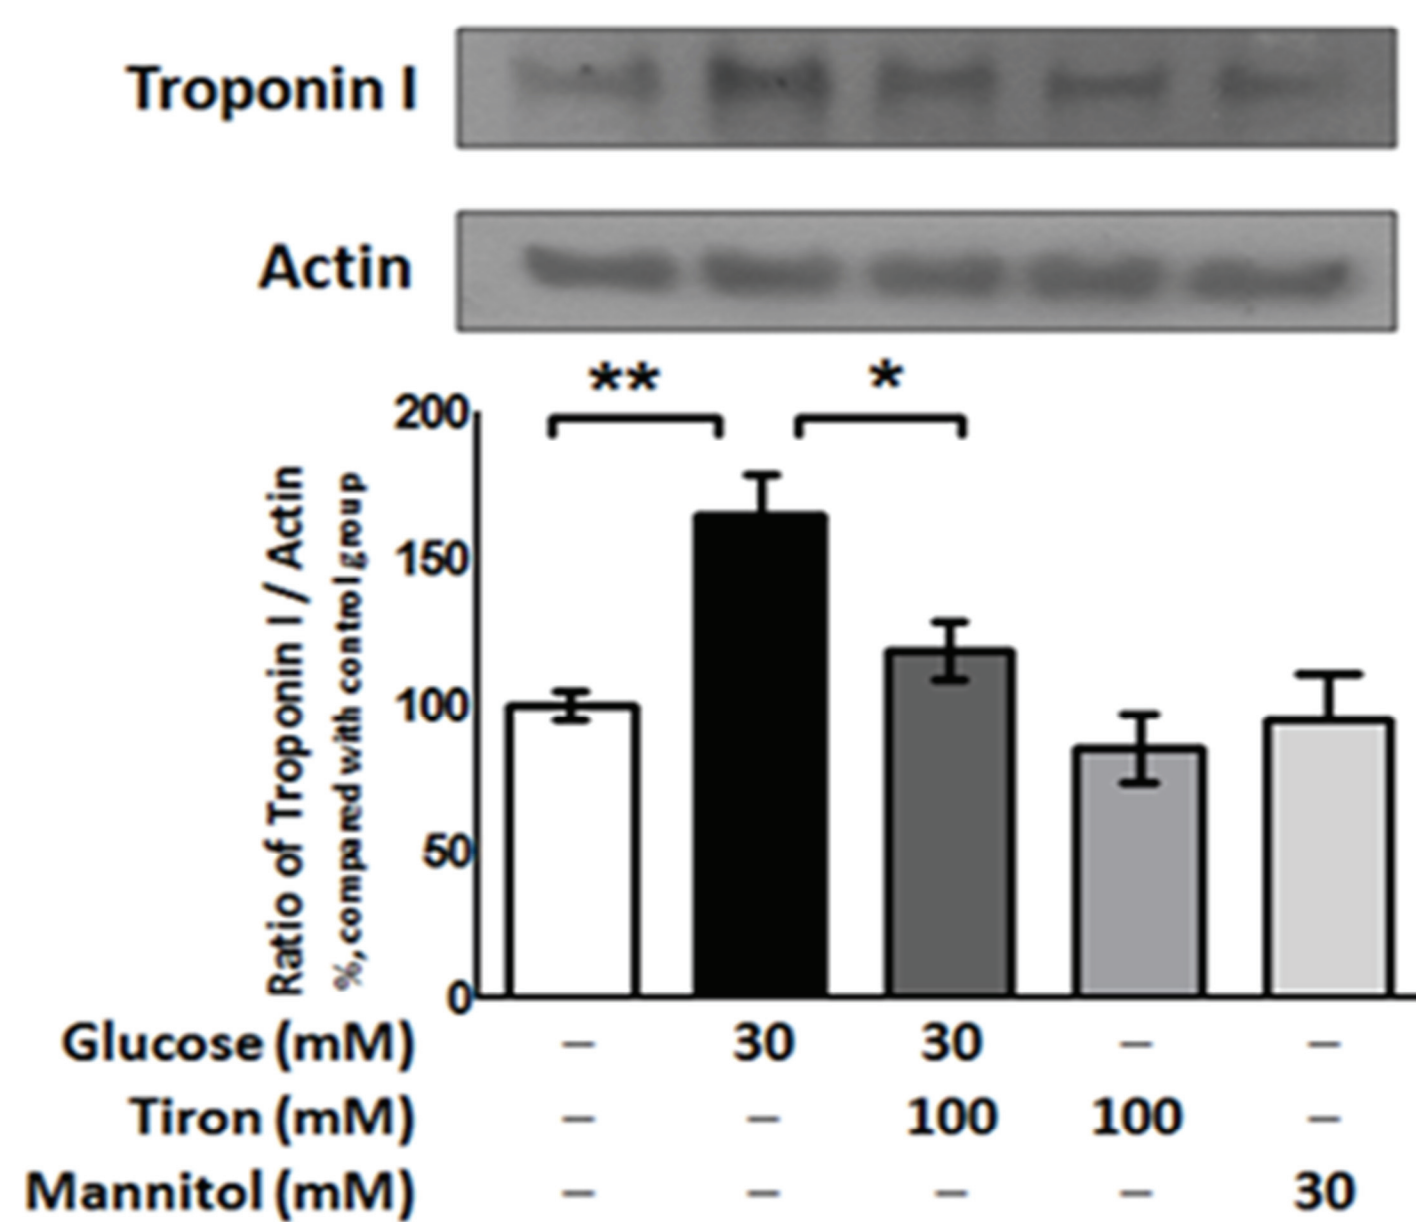 Troponin I
Actin
** *
200
150
100
50
0
Ratio of Troponin I / Actin
%, compared with control group
Glucose (mM) – 30 30 – –
Tiron (mM) – – 100 100 –
Mannitol (mM) – – – – 30